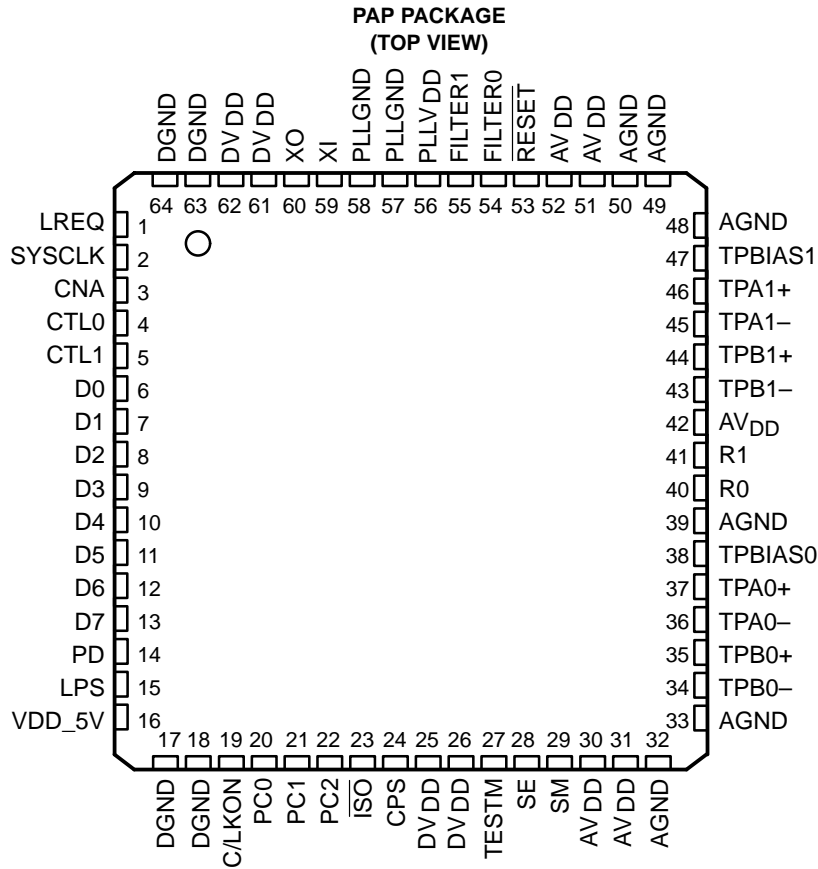 PAP PACKAGE
(TOP VIEW)
DGND
DGND
DVDD
DVDD
XO
XI
PLLGND
PLLGND
PLLVDD
FILTER1
FILTER0
RESET
AVDD
AVDD
AGND
AGND
64 63 62 61 60 59 58 57 56 55 54 53 52 51 50 49
LREQ 1 48 AGND
SYSCLK 2 47 TPBIAS1
CNA 3 46 TPA1+
CTL0 4 45 TPA1–
CTL1 5 44 TPB1+
D0 6 43 TPB1–
D1 7 42 AVDD
D2 8 41 R1
D3 9 40 R0
D4 10 39 AGND
D5 11 38 TPBIAS0
D6 12 37 TPA0+
D7 13 36 TPA0–
PD 14 35 TPB0+
LPS 15 34 TPB0–
VDD_5V 16 33 AGND
17 18 19 20 21 22 23 24 25 26 27 28 29 30 31 32
DGND
DGND
C/LKON
PC0
PC1
PC2
ISO
CPS
DVDD
DVDD
TESTM
SE
SM
AVDD
AVDD
AGND